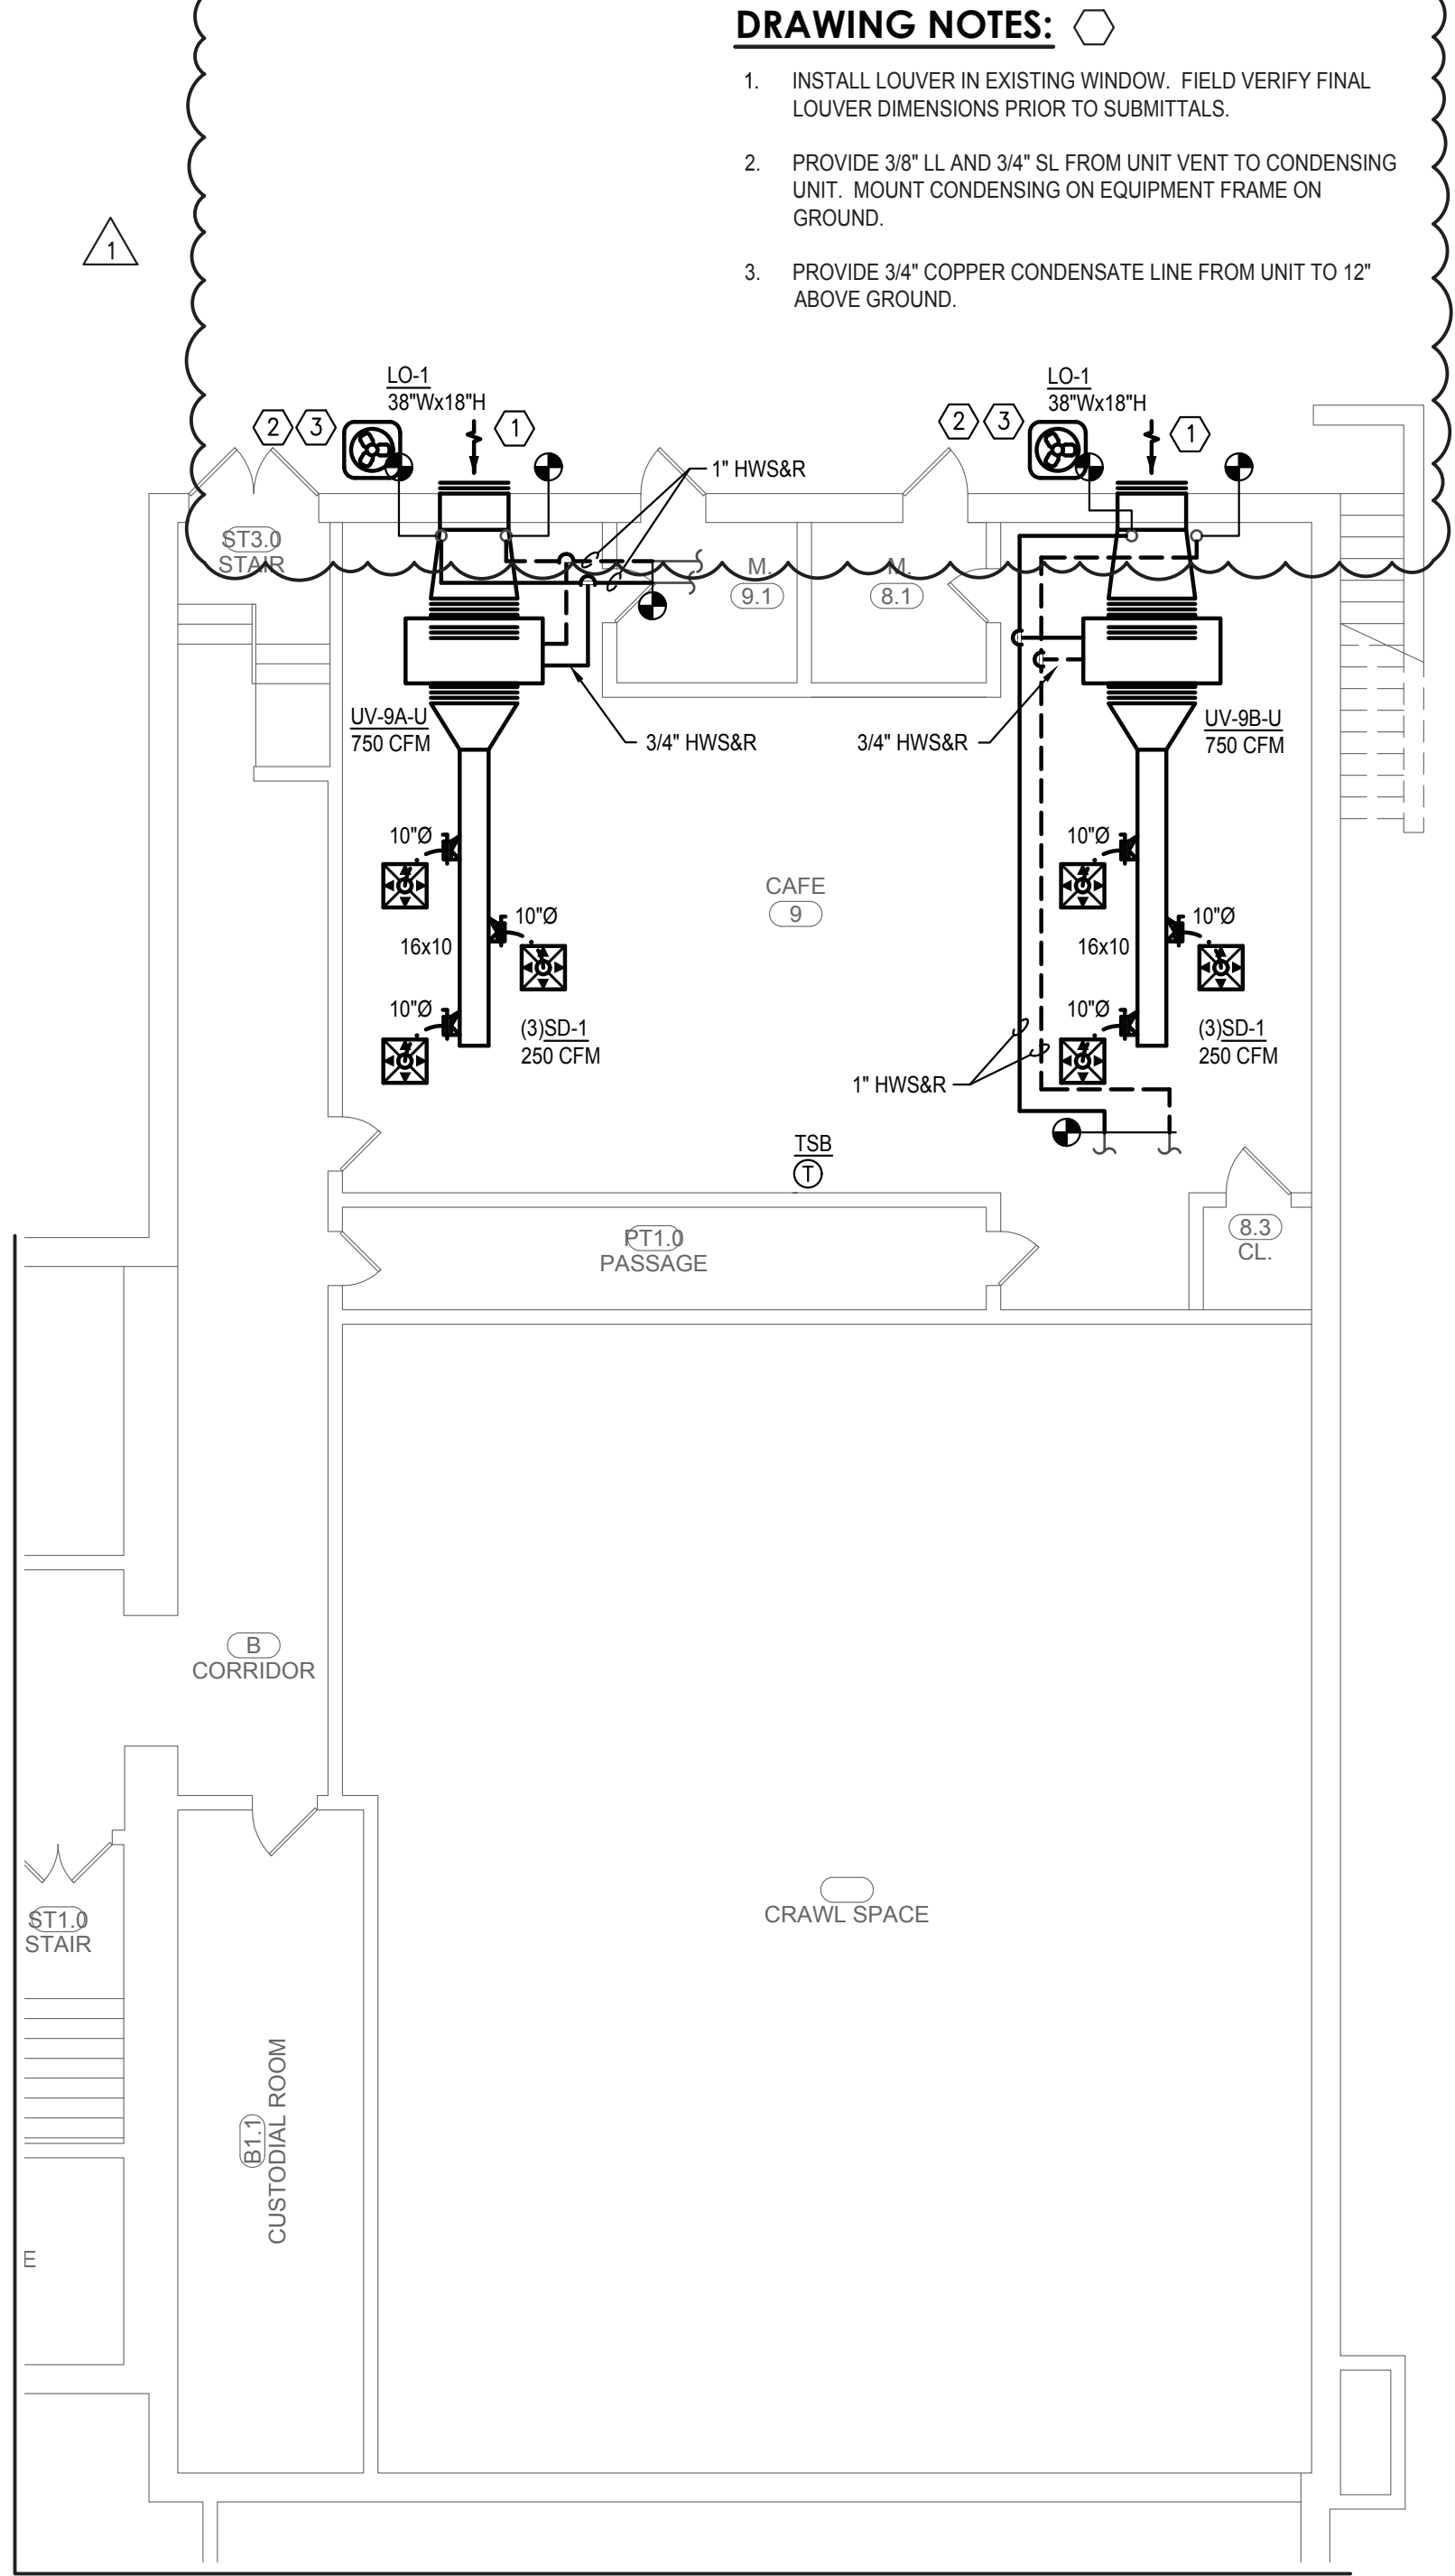 DRAWING NOTES:
1. INSTALL LOUVER IN EXISTING WINDOW. FIELD VERIFY FINAL
LOUVER DIMENSIONS PRIOR TO SUBMITTALS.
2. PROVIDE 3/8" LL AND 3/4" SL FROM UNIT VENT TO CONDENSING
UNIT. MOUNT CONDENSING ON EQUIPMENT FRAME ON
GROUND.
3. PROVIDE 3/4" COPPER CONDENSATE LINE FROM UNIT TO 12"
ABOVE GROUND.
1
LO-1
38"Wx18"H
2
3
1
LO-1
38"Wx18"H
2
3
1
1" HWS&R
ST3.0
STAIR
M.
9.1
M.
8.1
UV-9A-U
750 CFM
3/4" HWS&R
3/4" HWS&R
UV-9B-U
750 CFM
10"Ø
10"Ø
16x10
10"Ø
(3)SD-1
250 CFM
CAFE
9
10"Ø
10"Ø
16x10
10"Ø
(3)SD-1
250 CFM
1" HWS&R
TSB
T
PT1.0
PASSAGE
8.3
CL.
B
CORRIDOR
CRAWL SPACE
ST1.0
STAIR
B1.1
CUSTODIAL ROOM
E